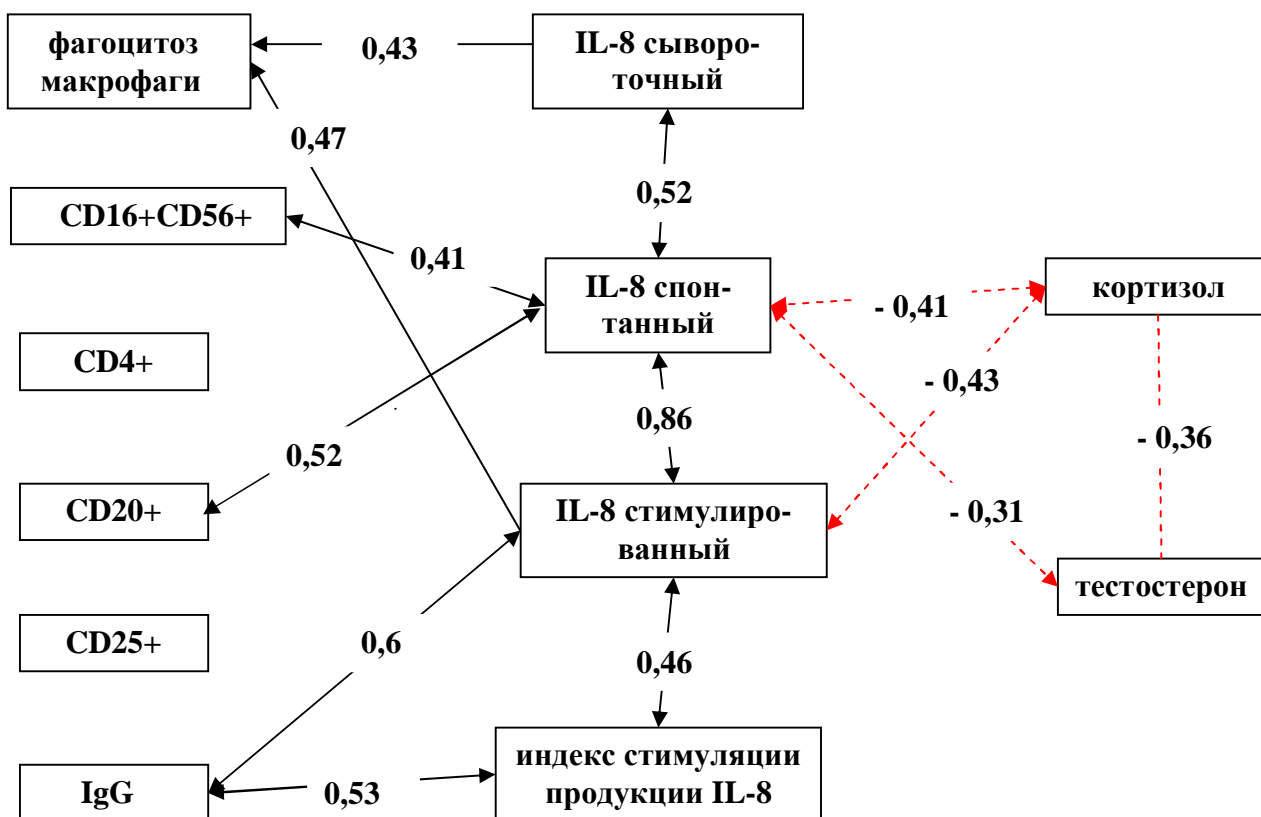 фагоцитоз
макрофаги
0,43
IL-8 сыворо-
точный
0,47
0,52
CD16+CD56+
0,41
IL-8 спон-
танный
- 0,41
кортизол
CD4+
- 0,43
0,86
- 0,36
0,52
CD20+
IL-8 стимулиро-
ванный
- 0,31
тестостерон
CD25+
0,6
0,46
IgG
0,53
индекс стимуляции
продукции IL-8